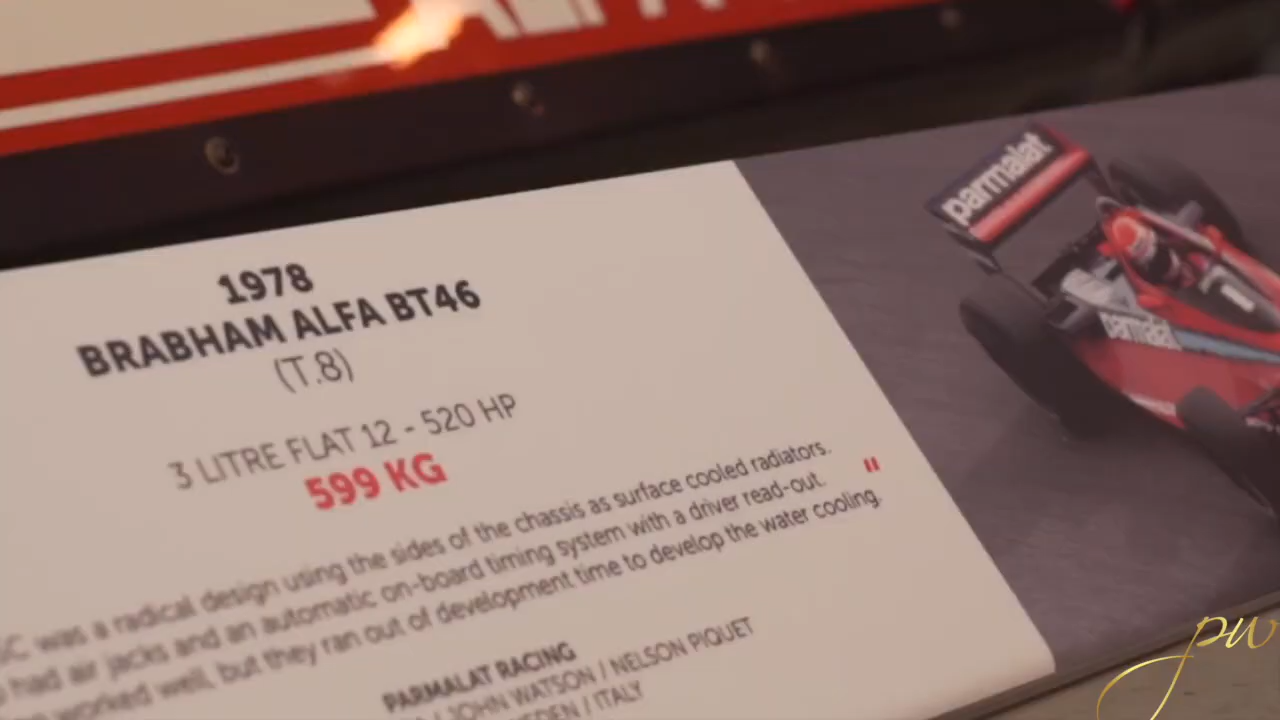 ALFA
1978
BRABHAM ALFA BT46
(T.8)
3 LITRE FLAT 12 - 520 HP
599 KG
was a radical design using the sides of the chassis as surface cooled radiators.
had air jacks and an automatic on-board timing system with a driver read-out.
worked well, but they ran out of development time to develop the water cooling.
"
PARMALAT RACING
/ JOHN WATSON / NELSON PIQUET
/ ITALY
parmalat
parmalat
pw